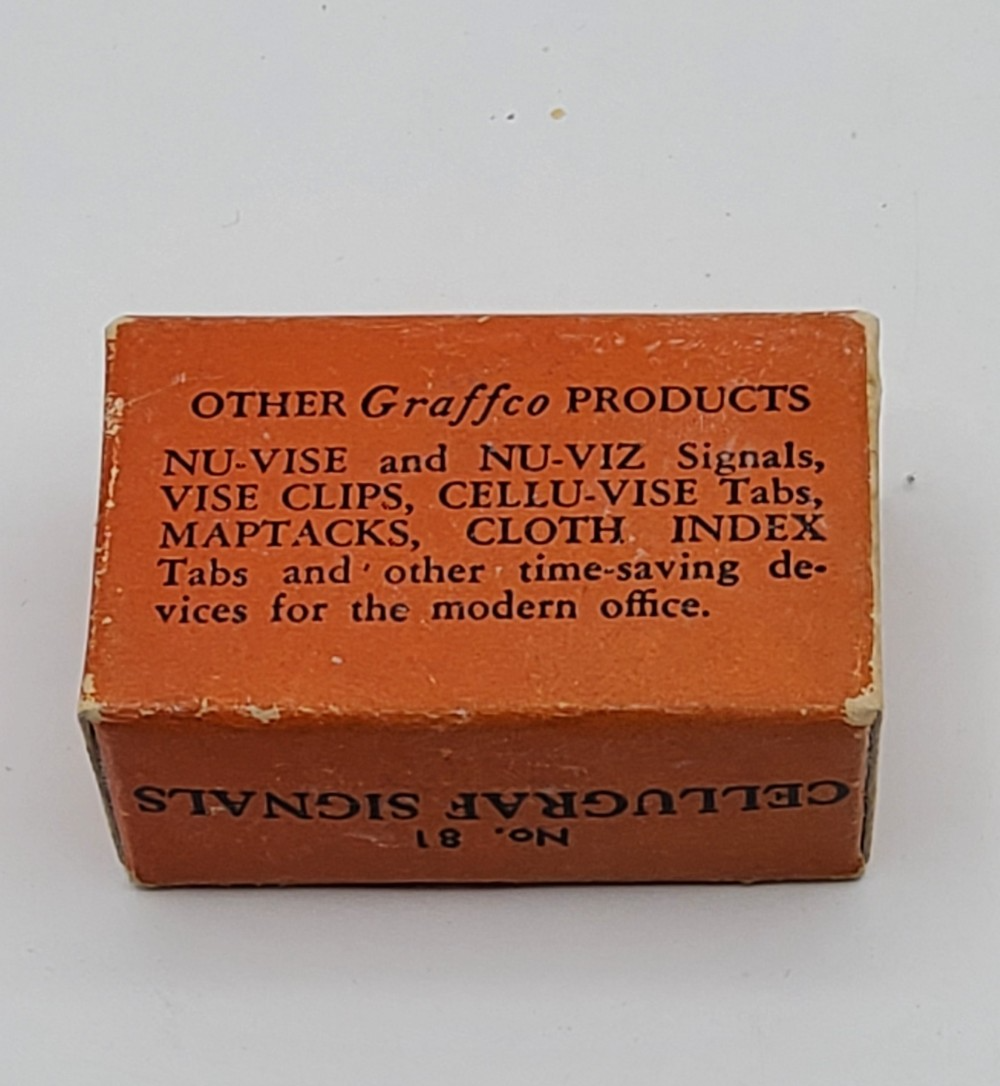 OTHER Graffco PRODUCTS
NU-VISE and NU-VIZ Signals,
VISE CLIPS, CELLU-VISE Tabs,
MAPTACKS, CLOTH INDEX
Tabs and other time-saving de-
vices for the modern office.
No. 81
CELLUGRAF SIGNALS